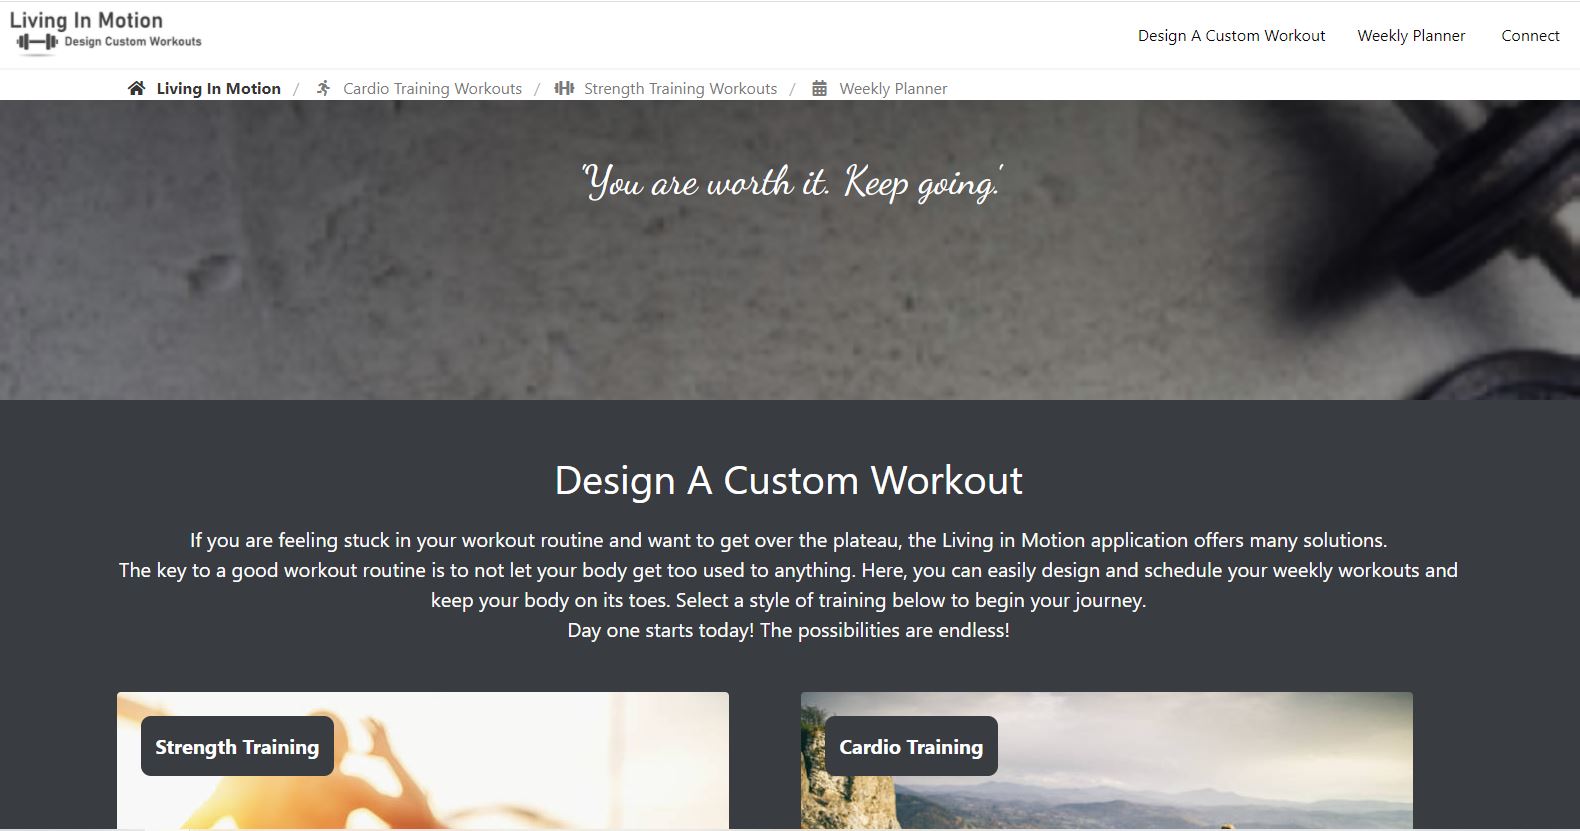 Living In Motion
Design Custom Workouts
Design A Custom Workout Weekly Planner Connect
Living In Motion / Cardio Training Workouts / Strength Training Workouts / Weekly Planner
'You are worth it. Keep going.'
Design A Custom Workout
If you are feeling stuck in your workout routine and want to get over the plateau, the Living in Motion application offers many solutions.
The key to a good workout routine is to not let your body get too used to anything. Here, you can easily design and schedule your weekly workouts and
keep your body on its toes. Select a style of training below to begin your journey.
Day one starts today! The possibilities are endless!
Strength Training
Cardio Training